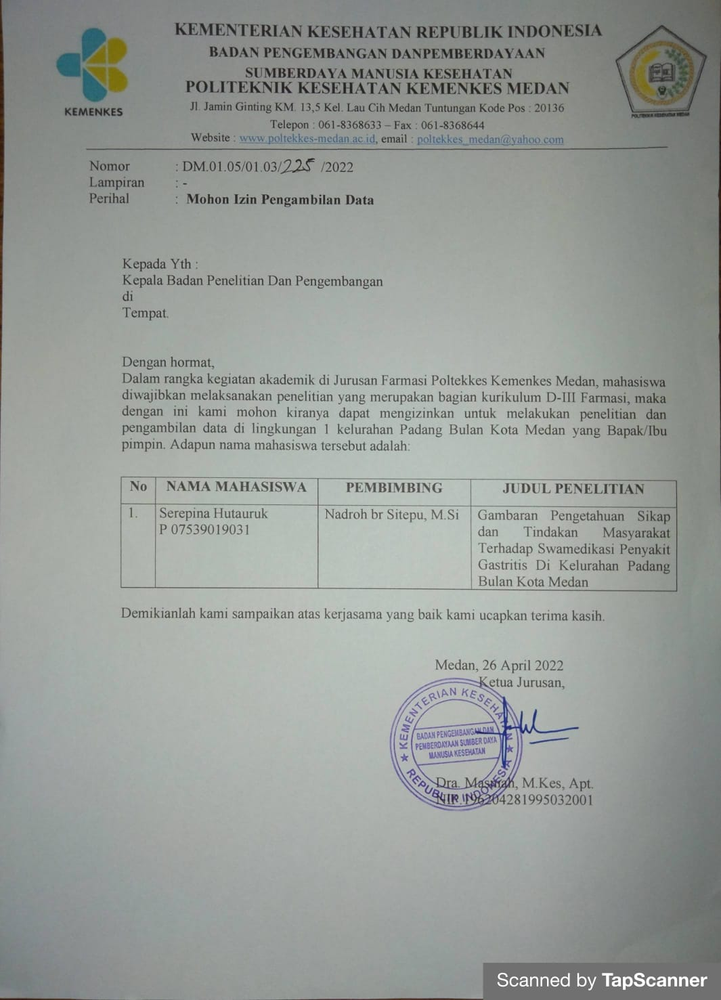 KEMENTERIAN KESEHATAN REPUBLIK INDONESIA
BADAN PENGEMBANGAN DANPEMBERDAYAAN
SUMBERDAYA MANUSIA KESEHATAN
POLITEKNIK KESEHATAN KEMENKES MEDAN
Jl. Jamin Ginting KM. 13,5 Kel. Lau Cih Medan Tuntungan Kode Pos : 20136
Telepon : 061-8368633 – Fax : 061-8368644
Website : www.poltekkes-medan.ac.id, email : poltekkes_medan@yahoo.com
KEMENKES
POLITEKNIK KESEHATAN MEDAN
Nomor : DM.01.05/01.03/225 /2022
Lampiran : -
Perihal : Mohon Izin Pengambilan Data
Kepada Yth :
Kepala Badan Penelitian Dan Pengembangan
di
Tempat.
Dengan hormat,
Dalam rangka kegiatan akademik di Jurusan Farmasi Poltekkes Kemenkes Medan, mahasiswa
diwajibkan melaksanakan penelitian yang merupakan bagian kurikulum D-III Farmasi, maka
dengan ini kami mohon kiranya dapat mengizinkan untuk melakukan penelitian dan
pengambilan data di lingkungan 1 kelurahan Padang Bulan Kota Medan yang Bapak/Ibu
pimpin. Adapun nama mahasiswa tersebut adalah:
No NAMA MAHASISWA PEMBIMBING JUDUL PENELITIAN
1. Serepina Hutauruk Nadroh br Sitepu, M.Si Gambaran Pengetahuan Sikap
P 07539019031 dan Tindakan Masyarakat
Terhadap Swamedikasi Penyakit
Gastritis Di Kelurahan Padang
Bulan Kota Medan
Demikianlah kami sampaikan atas kerjasama yang baik kami ucapkan terima kasih.
Medan, 26 April 2022
Ketua Jurusan,
KEMENTERIAN KESEHATAN
BADAN PENGEMBANGAN DAN
PEMBERDAYAAN SUMBER DAYA
MANUSIA KESEHATAN
REPUBLIK INDONESIA
Dra. Masniah, M.Kes, Apt.
NIP. 196204281995032001
Scanned by TapScanner